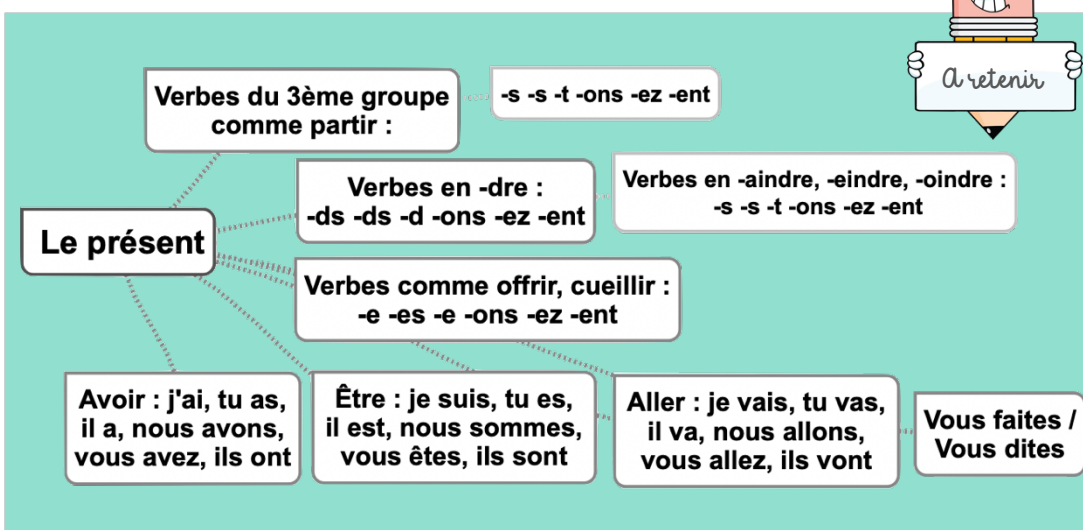 A retenir
Verbes du 3ème groupe
comme partir :
-s -s -t -ons -ez -ent
Verbes en -dre :
-ds -ds -d -ons -ez -ent
Verbes en -aindre, -eindre, -oindre :
-s -s -t -ons -ez -ent
Le présent
Verbes comme offrir, cueillir :
-e -es -e -ons -ez -ent
Avoir : j'ai, tu as,
il a, nous avons,
vous avez, ils ont
Être : je suis, tu es,
il est, nous sommes,
vous êtes, ils sont
Aller : je vais, tu vas,
il va, nous allons,
vous allez, ils vont
Vous faites /
Vous dites